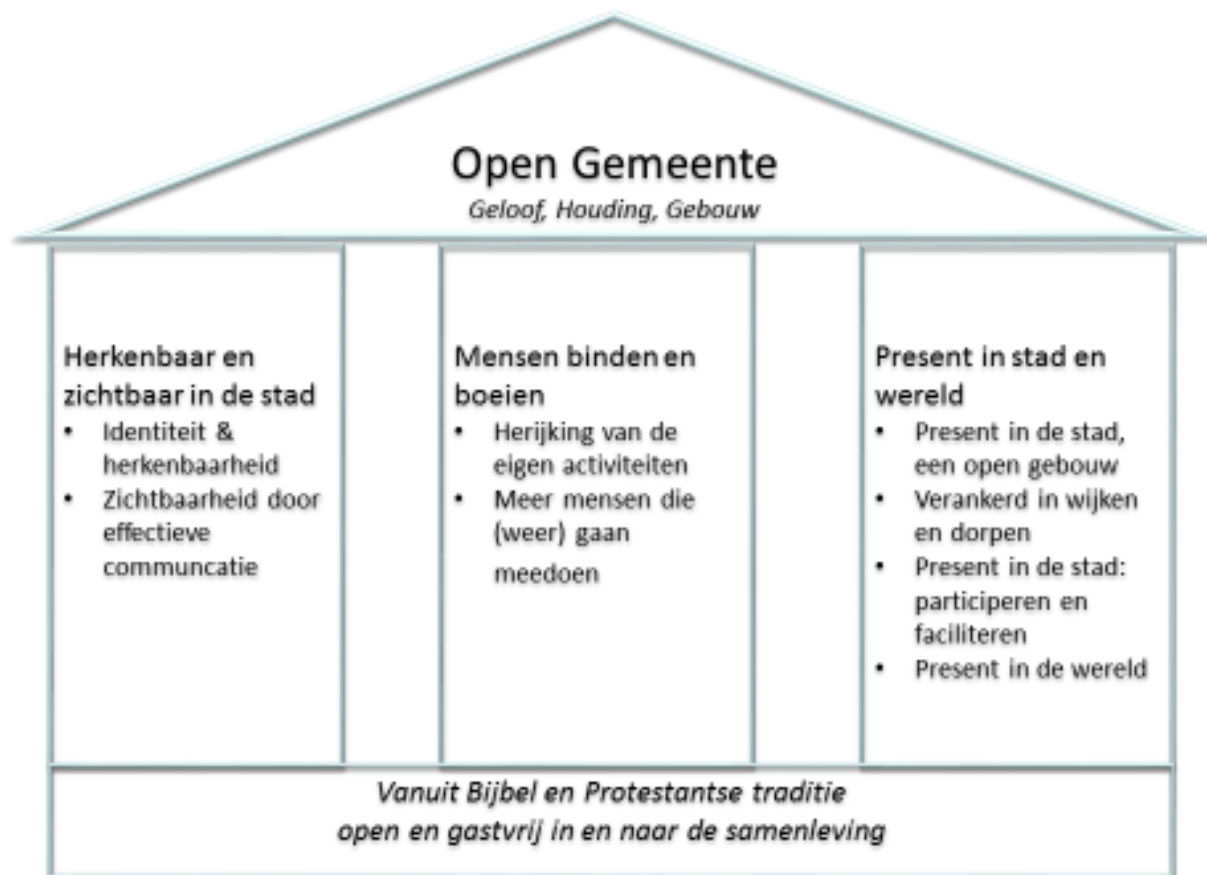 Open Gemeente
Geloof, Houding, Gebouw
Herkenbaar en
zichtbaar in de stad
• Identiteit &
herkenbaarheid
• Zichtbaarheid door
effectieve
communcatie
Mensen binden en
boeien
• Herijking van de
eigen activiteiten
• Meer mensen die
(weer) gaan
meedoen
Present in stad en
wereld
• Present in de stad,
een open gebouw
• Verankerd in wijken
en dorpen
• Present in de stad:
participeren en
faciliteren
• Present in de wereld
Vanuit Bijbel en Protestantse traditie
open en gastvrij in en naar de samenleving